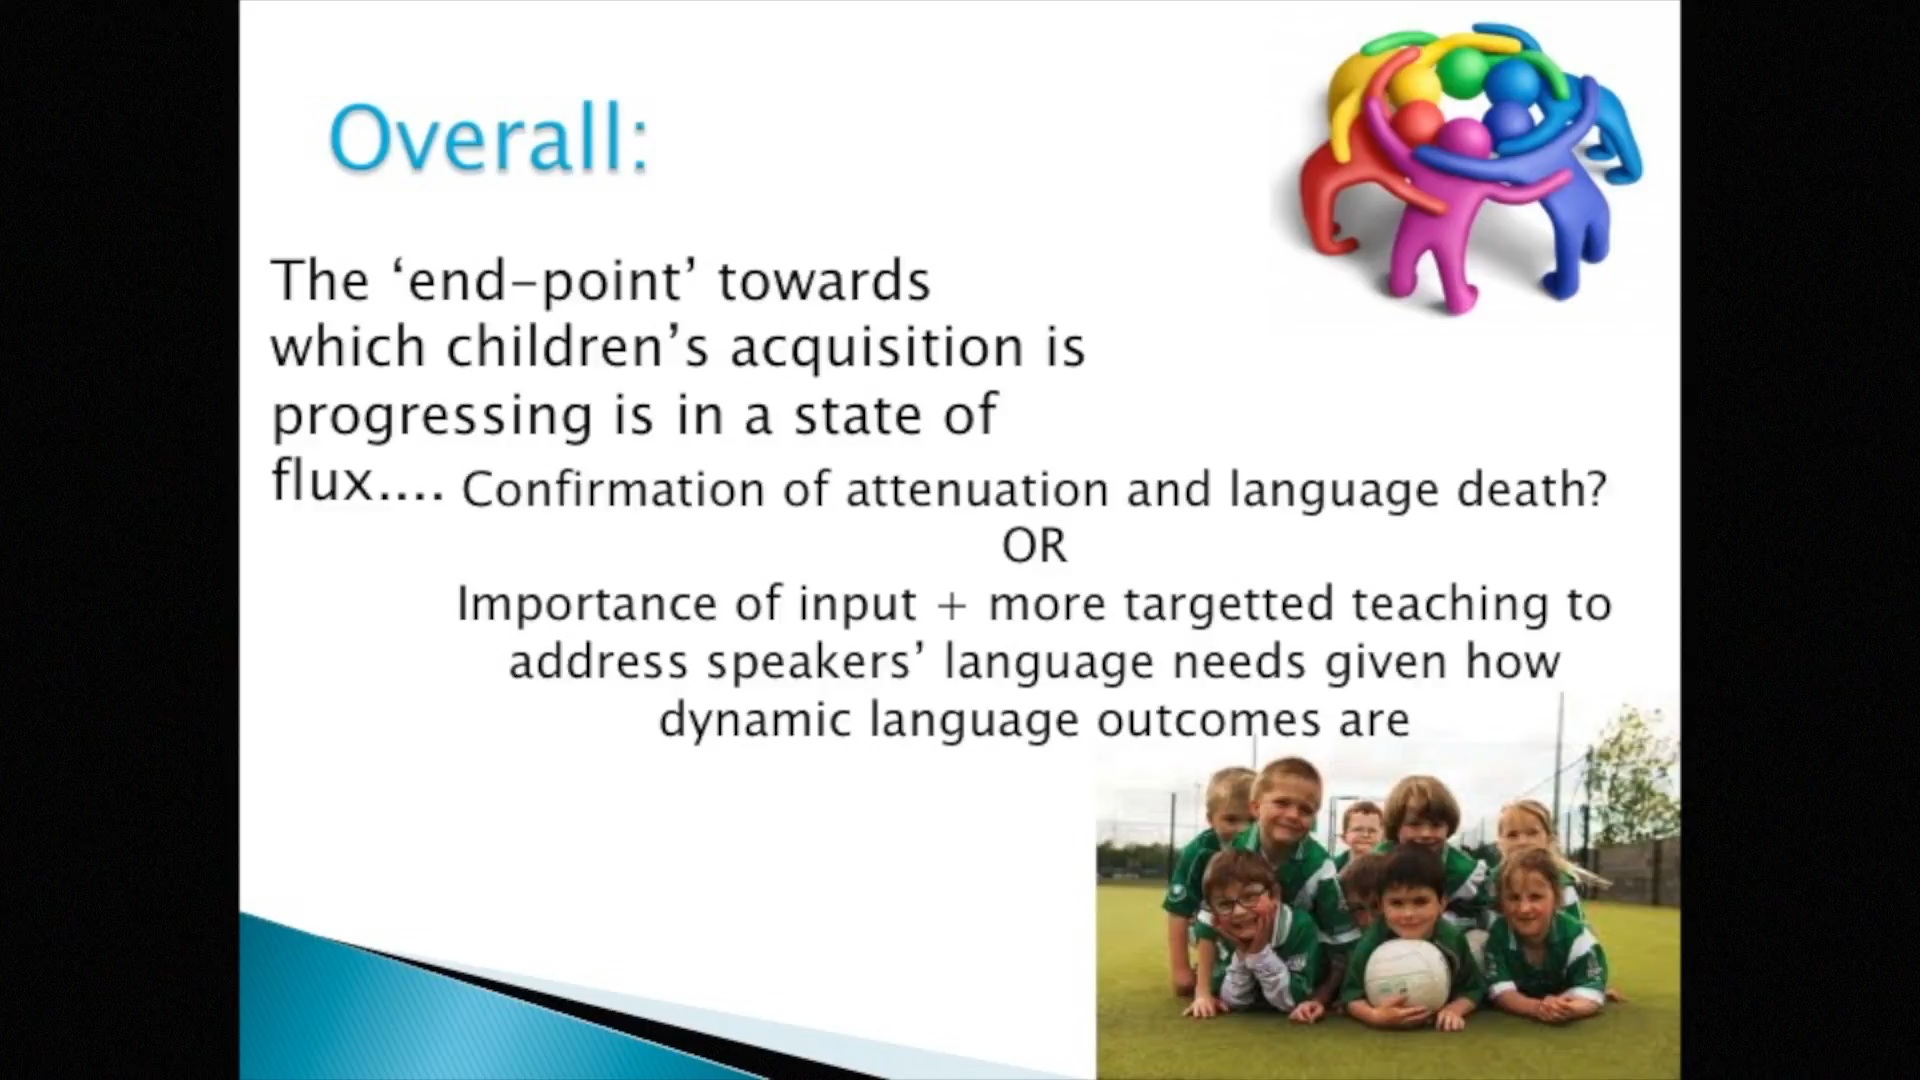 Overall:
The ‘end-point’ towards
which children’s acquisition is
progressing is in a state of
flux....
Confirmation of attenuation and language death?
OR
Importance of input + more targetted teaching to
address speakers’ language needs given how
dynamic language outcomes are